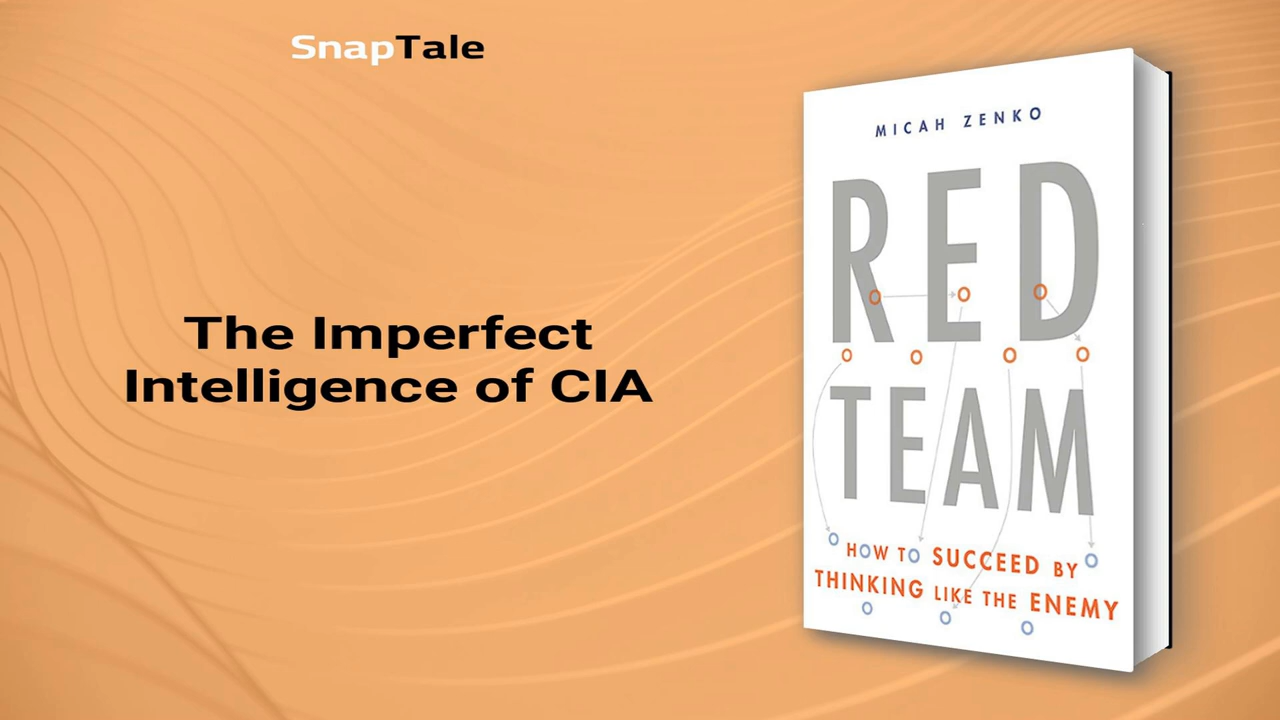 SnapTale
The Imperfect
Intelligence of CIA
MICAH ZENKO
RED
TEAM
HOW TO SUCCEED BY
THINKING LIKE THE ENEMY